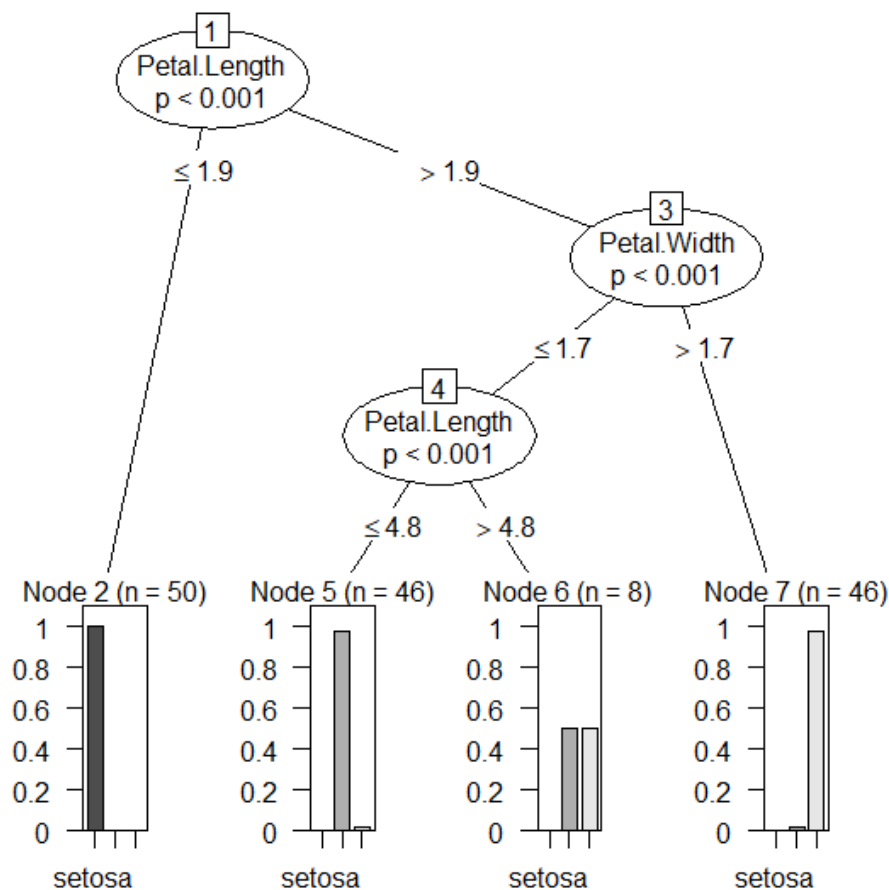 1
Petal.Length
p < 0.001
≤ 1.9
> 1.9
3
Petal.Width
p < 0.001
≤ 1.7
> 1.7
4
Petal.Length
p < 0.001
≤ 4.8
> 4.8
Node 2 (n = 50)
1
0.8
0.6
0.4
0.2
0
setosa
Node 5 (n = 46)
1
0.8
0.6
0.4
0.2
0
setosa
Node 6 (n = 8)
1
0.8
0.6
0.4
0.2
0
setosa
Node 7 (n = 46)
1
0.8
0.6
0.4
0.2
0
setosa